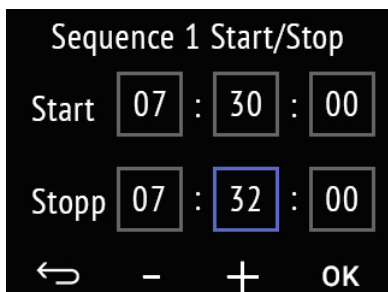 Sequence 1 Start/Stop
Start 07 : 30 : 00
Stopp 07 : 32 : 00
- + OK